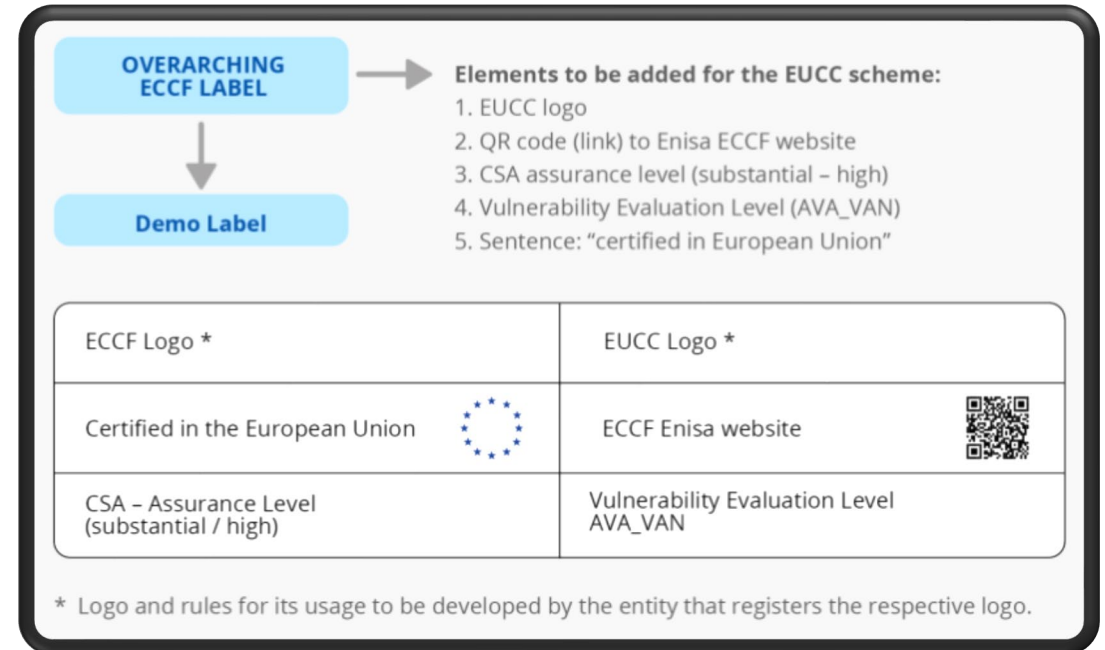 OVERARCHING
ECCF LABEL
Elements to be added for the EUCC scheme:
1. EUCC logo
2. QR code (link) to Enisa ECCF website
3. CSA assurance level (substantial – high)
4. Vulnerability Evaluation Level (AVA_VAN)
5. Sentence: “certified in European Union”
Demo Label
ECCF Logo *
EUCC Logo *
Certified in the European Union
ECCF Enisa website
CSA – Assurance Level
(substantial / high)
Vulnerability Evaluation Level
AVA_VAN
* Logo and rules for its usage to be developed by the entity that registers the respective logo.